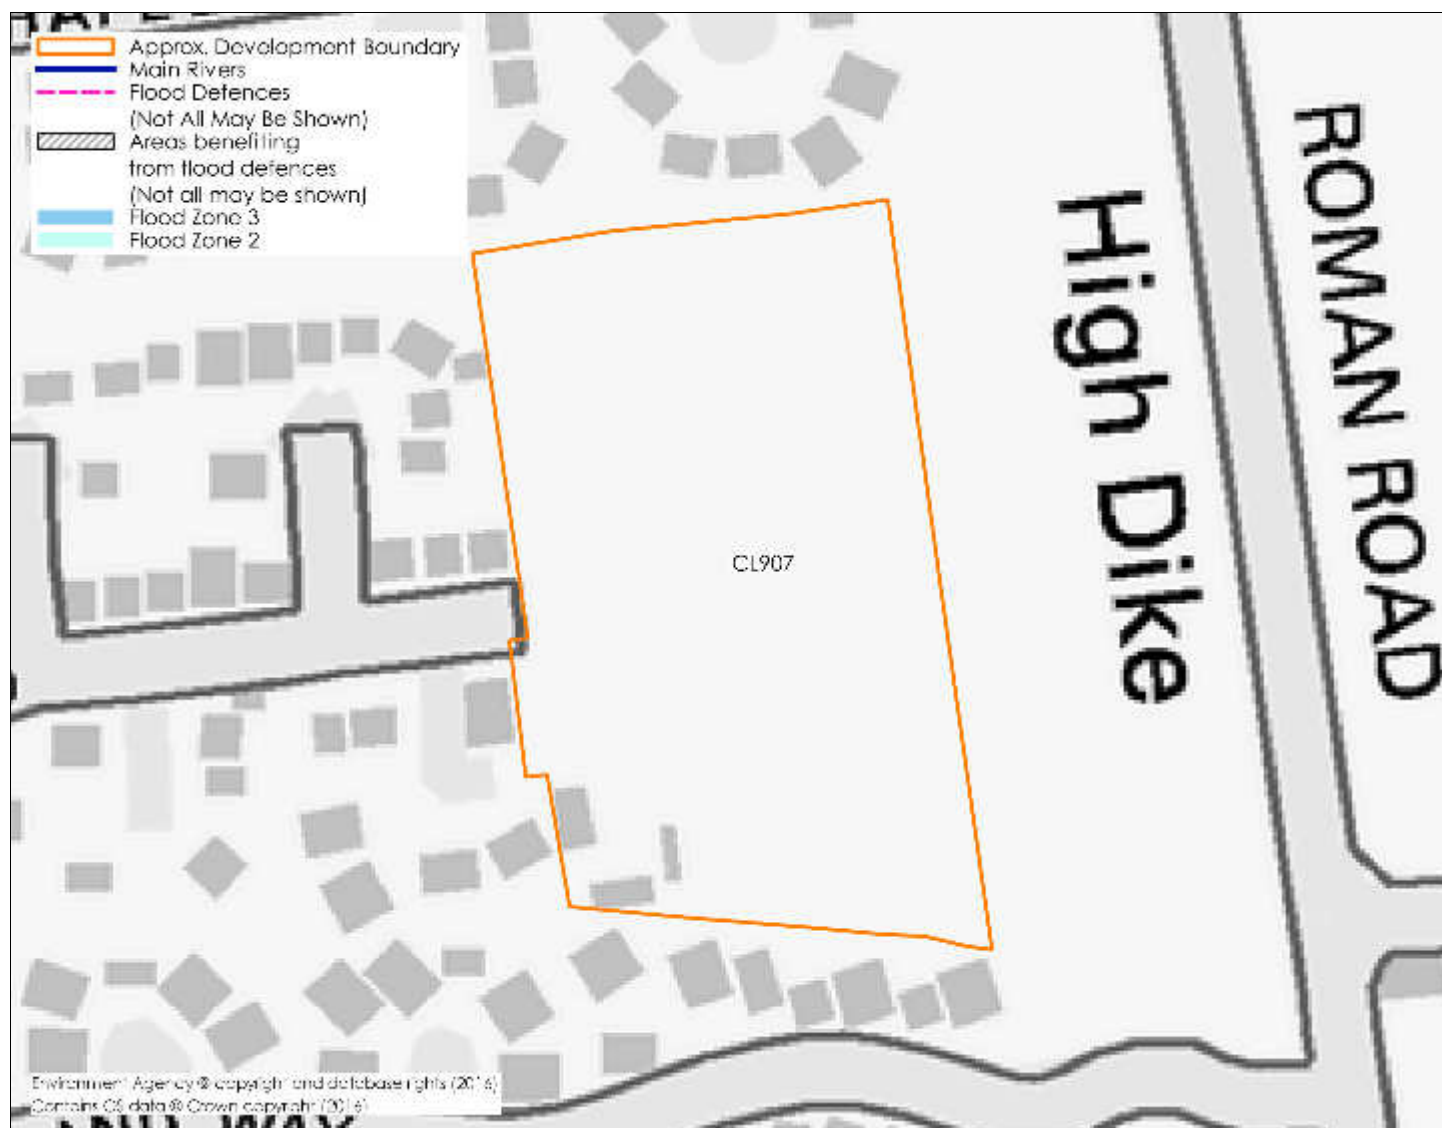 Approx. Development Boundary
Main Rivers
Flood Defences
(Not All May Be Shown)
Areas benefiting
from flood defences
(Not all may be shown)
Flood Zone 3
Flood Zone 2
High Dike
ROMAN ROAD
CL907
Environment Agency © copyright and database rights (2016)
Contains OS data © Crown copyright (2016)
WAY